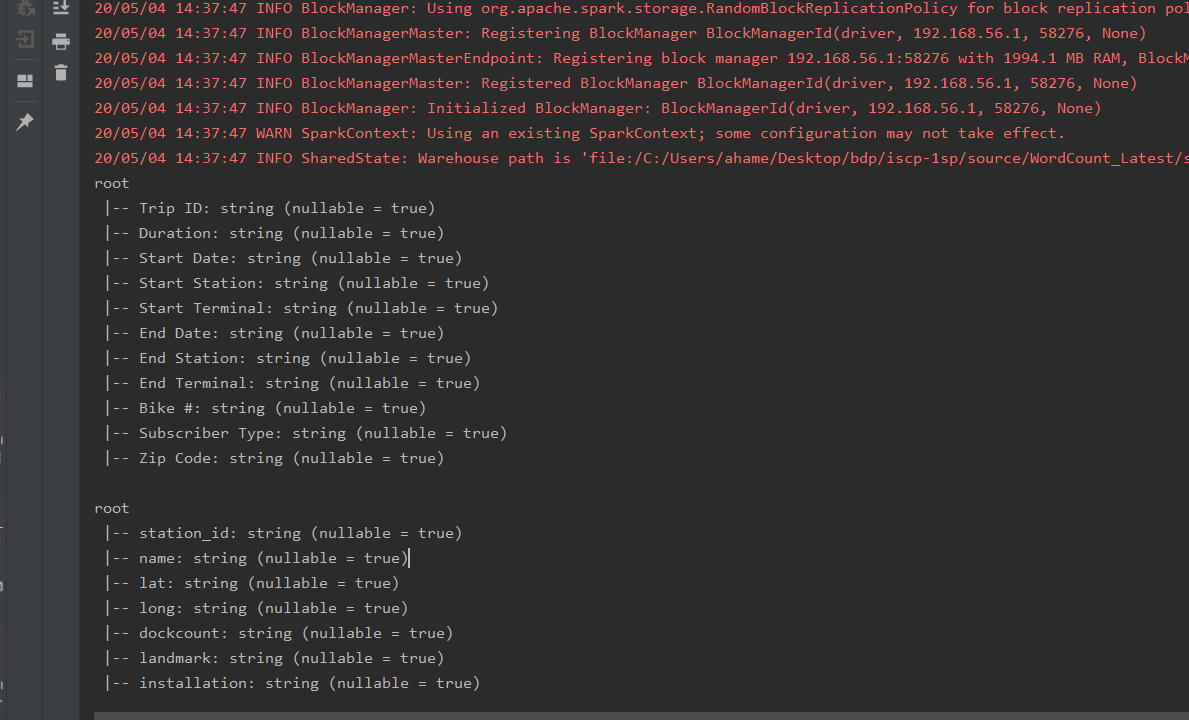 20/05/04 14:37:47 INFO BlockManager: Using org.apache.spark.storage.RandomBlockReplicationPolicy for block replication pol
20/05/04 14:37:47 INFO BlockManagerMaster: Registering BlockManager BlockManagerId(driver, 192.168.56.1, 58276, None)
20/05/04 14:37:47 INFO BlockManagerMasterEndpoint: Registering block manager 192.168.56.1:58276 with 1994.1 MB RAM, BlockM
20/05/04 14:37:47 INFO BlockManagerMaster: Registered BlockManager BlockManagerId(driver, 192.168.56.1, 58276, None)
20/05/04 14:37:47 INFO BlockManager: Initialized BlockManager: BlockManagerId(driver, 192.168.56.1, 58276, None)
20/05/04 14:37:47 WARN SparkContext: Using an existing SparkContext; some configuration may not take effect.
20/05/04 14:37:47 INFO SharedState: Warehouse path is 'file:/C:/Users/ahame/Desktop/bdp/iscp-1sp/source/WordCount_Latest/s
root
|-- Trip ID: string (nullable = true)
|-- Duration: string (nullable = true)
|-- Start Date: string (nullable = true)
|-- Start Station: string (nullable = true)
|-- Start Terminal: string (nullable = true)
|-- End Date: string (nullable = true)
|-- End Station: string (nullable = true)
|-- End Terminal: string (nullable = true)
|-- Bike #: string (nullable = true)
|-- Subscriber Type: string (nullable = true)
|-- Zip Code: string (nullable = true)
root
|-- station_id: string (nullable = true)
|-- name: string (nullable = true)
|-- lat: string (nullable = true)
|-- long: string (nullable = true)
|-- dockcount: string (nullable = true)
|-- landmark: string (nullable = true)
|-- installation: string (nullable = true)